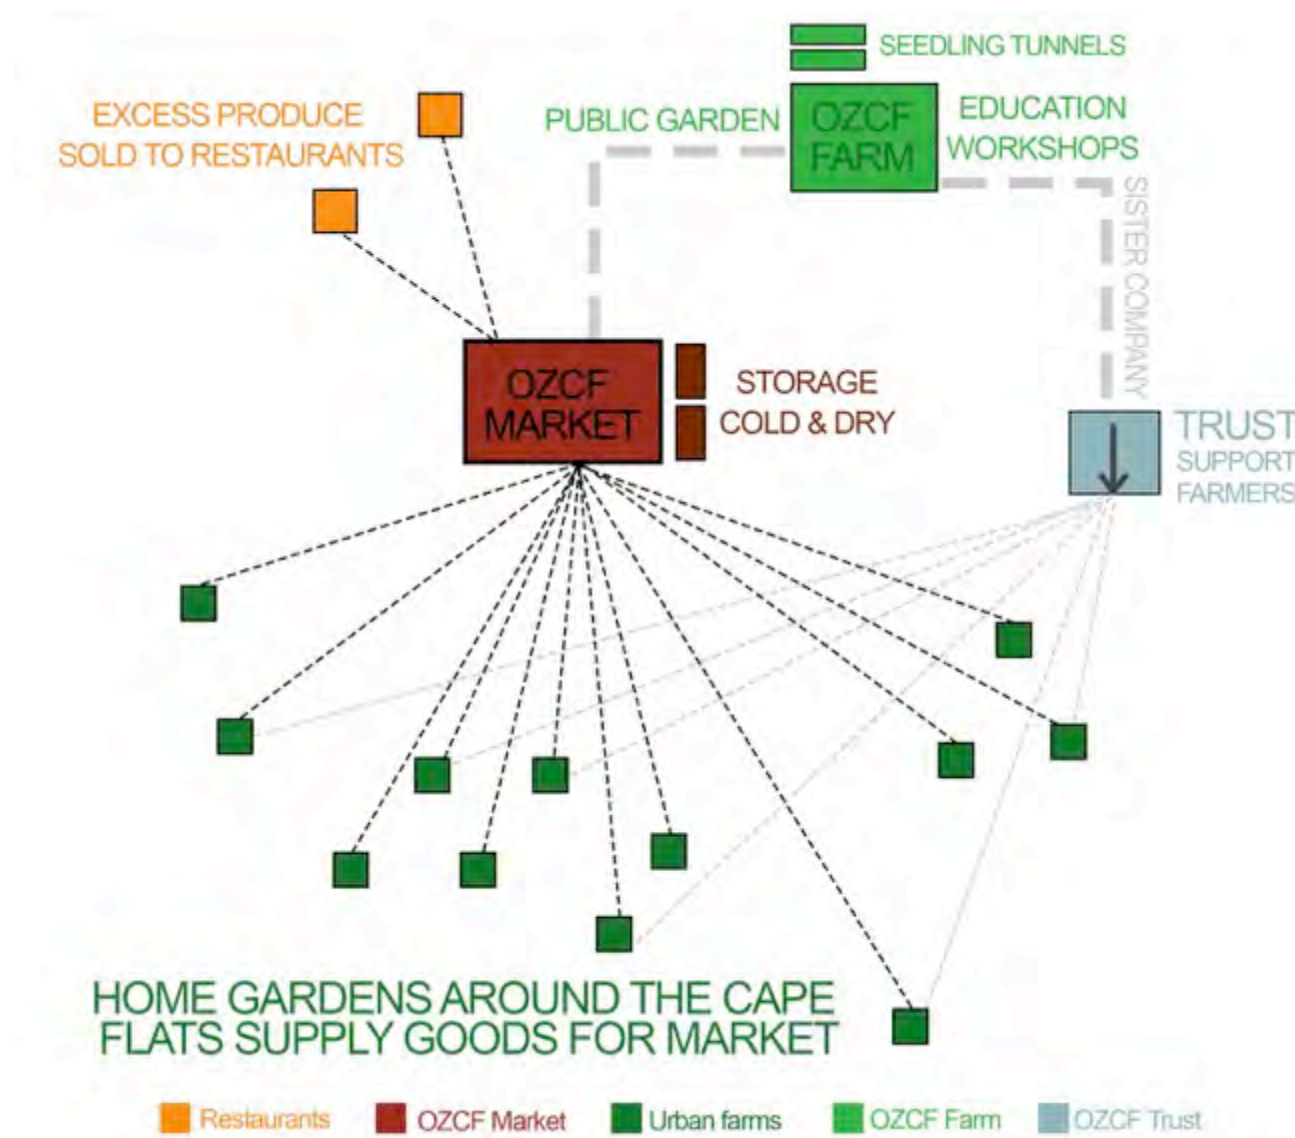 SEEDLING TUNNELS
EXCESS PRODUCE
SOLD TO RESTAURANTS
PUBLIC GARDEN
OZCF
FARM
EDUCATION
WORKSHOPS
SISTER COMPANY
OZCF
MARKET
STORAGE
COLD & DRY
TRUST
SUPPORT
FARMERS
HOME GARDENS AROUND THE CAPE
FLATS SUPPLY GOODS FOR MARKET
Restaurants
OZCF Market
Urban farms
OZCF Farm
OZCF Trust